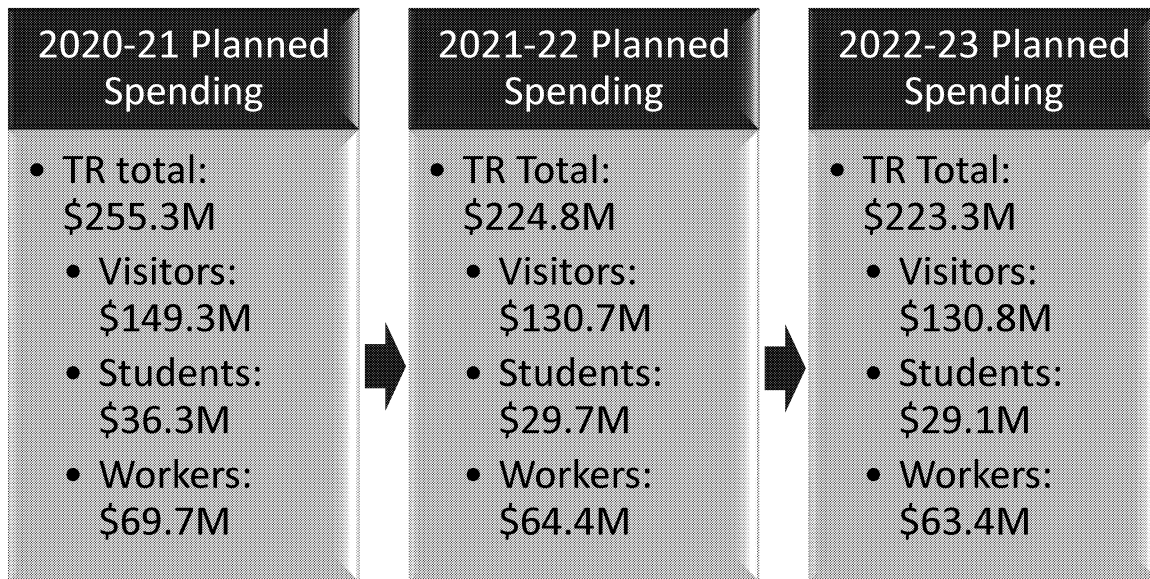 2020-21 Planned
Spending
• TR total:
$255.3M
• Visitors:
$149.3M
• Students:
$36.3M
• Workers:
$69.7M
2021-22 Planned
Spending
• TR Total:
$224.8M
• Visitors:
$130.7M
• Students:
$29.7M
• Workers:
$64.4M
2022-23 Planned
Spending
• TR Total:
$223.3M
• Visitors:
$130.8M
• Students:
$29.1M
• Workers:
$63.4M